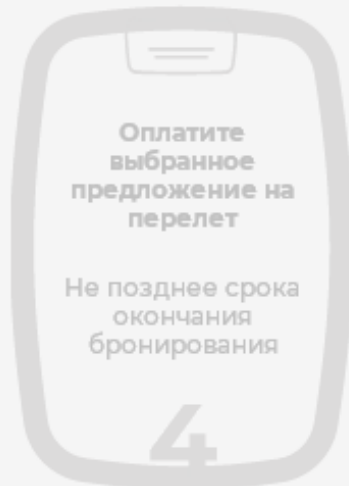 Оплатите
выбранное
предложение на
перелет
Не позднее срока
окончания
бронирования
4